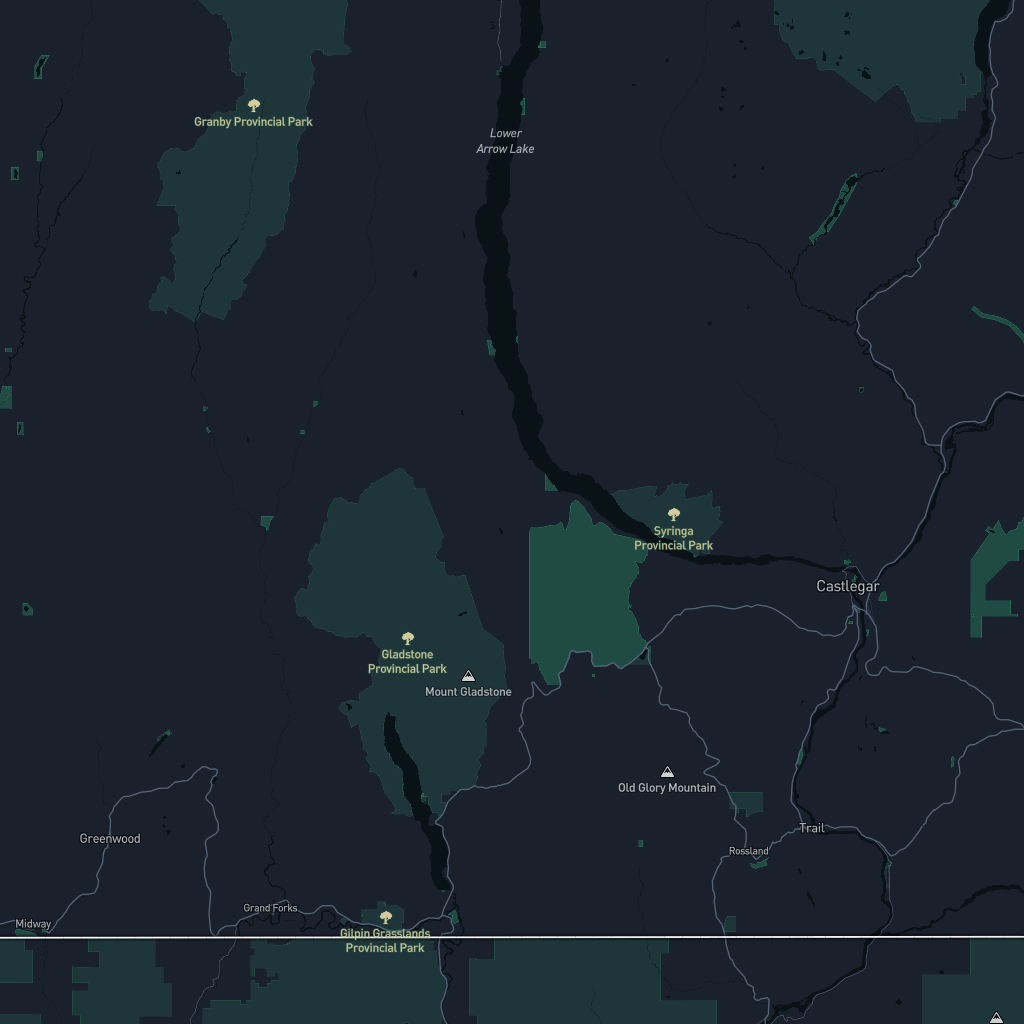 Granby Provincial Park
Lower
Arrow Lake
Syringa
Provincial Park
Castlegar
Gladstone
Provincial Park
Mount Gladstone
Old Glory Mountain
Greenwood
Trail
Rossland
Grand Forks
Midway
Gilpin Grasslands
Provincial Park